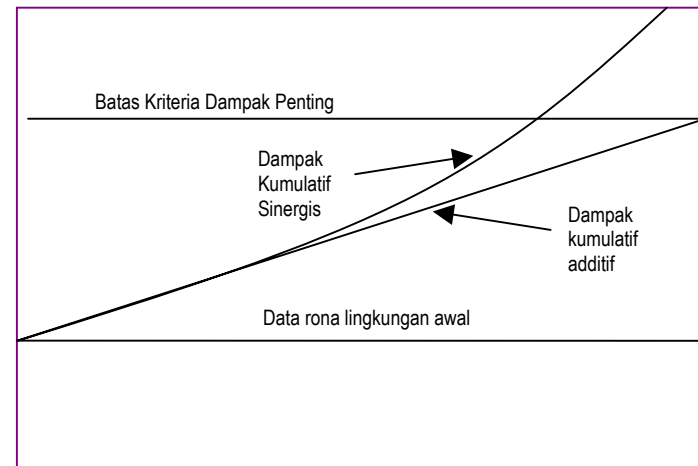 Batas Kriteria Dampak Penting
Dampak
Kumulatif
Sinergis
Dampak
kumulatif
additif
Data rona lingkungan awal